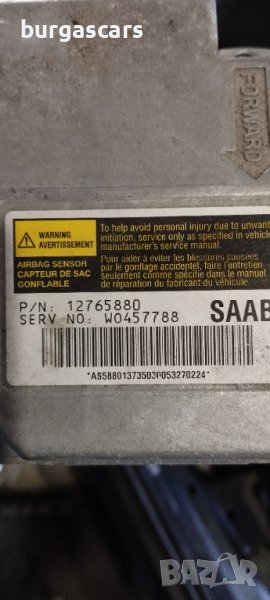 burgascars
FORWARD
WARNING
AVERTISSEMENT
AIRBAG SENSOR
CAPTEUR DE SAC
GONFLABLE
To help avoid personal injury due to unwant
initiation, service only as specified in vehicle
manufacturer's service manual.
Pour aider à éviter les blessures causées
par le gonflage accidentel, faire l'entretien
seulement comme spécifié dans le manuel
de réparation du fabricant du véhicule.
P/N: 12765880
SERV NO: W0457788
SAAB
BAZAR